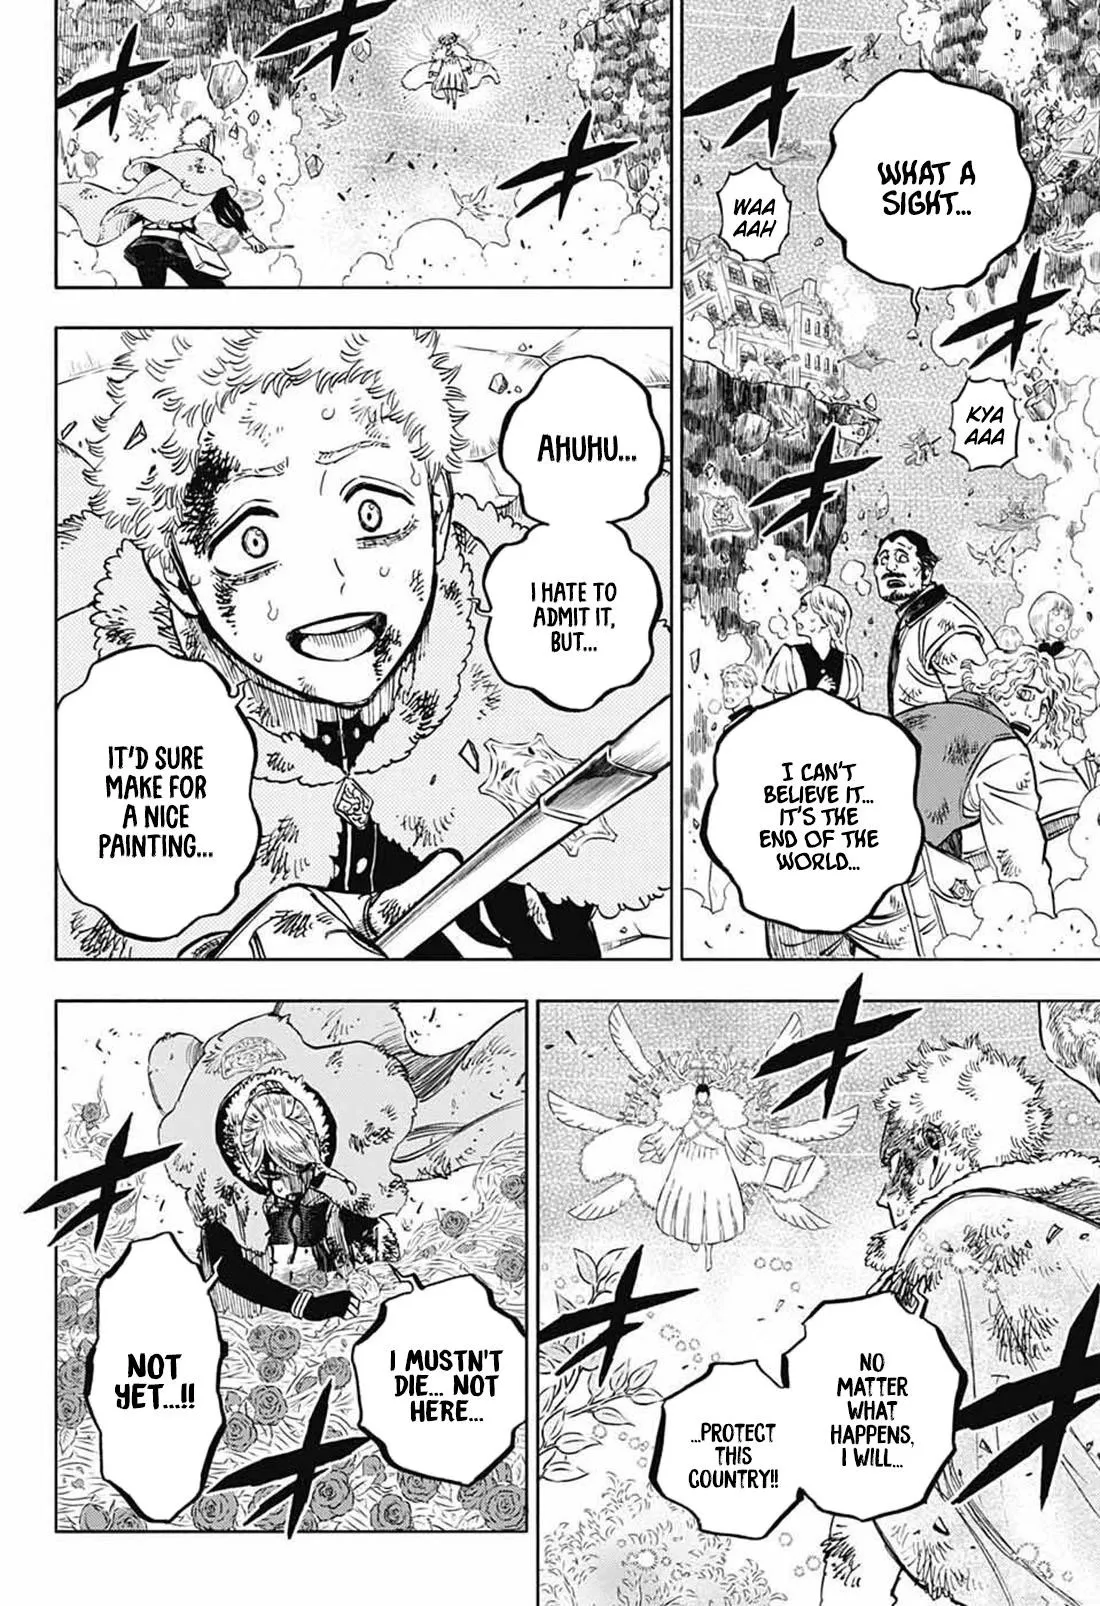 WHAT A
SIGHT...
WAA
AAH
KYA
AAA
I CAN'T
BELIEVE IT...
IT'S THE
END OF THE
WORLD...
AHUHU...
I HATE TO
ADMIT IT,
BUT...
IT'D SURE
MAKE FOR
A NICE
PAINTING...
NO
MATTER
WHAT
HAPPENS,
I WILL...
...PROTECT
THIS
COUNTRY!!
I MUSTN'T
DIE... NOT
HERE...
NOT
YET...!!